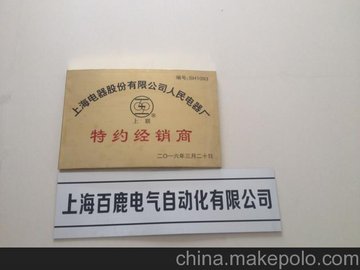 编号:SH1093
上海电器股份有限公司人民电器厂
上联
特约经销商
二〇一六年三月二十日
上海百鹿电气自动化有限公司
china.makepolo.com